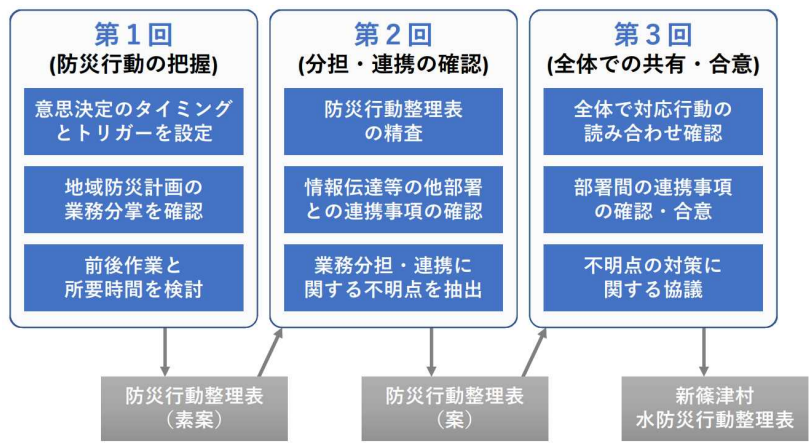 第1回
(防災行動の把握)
意思決定のタイミング
とトリガーを設定
地域防災計画の
業務分掌を確認
前後作業と
所要時間を検討
第2回
(分担・連携の確認)
防災行動整理表
の精査
情報伝達等の他部署
との連携事項の確認
業務分担・連携に
関する不明点を抽出
第3回
(全体での共有・合意)
全体で対応行動の
読み合わせ確認
部署間の連携事項
の確認・合意
不明点の対策に
関する協議
防災行動整理表
（素案）
防災行動整理表
（案）
新篠津村
水防災行動整理表